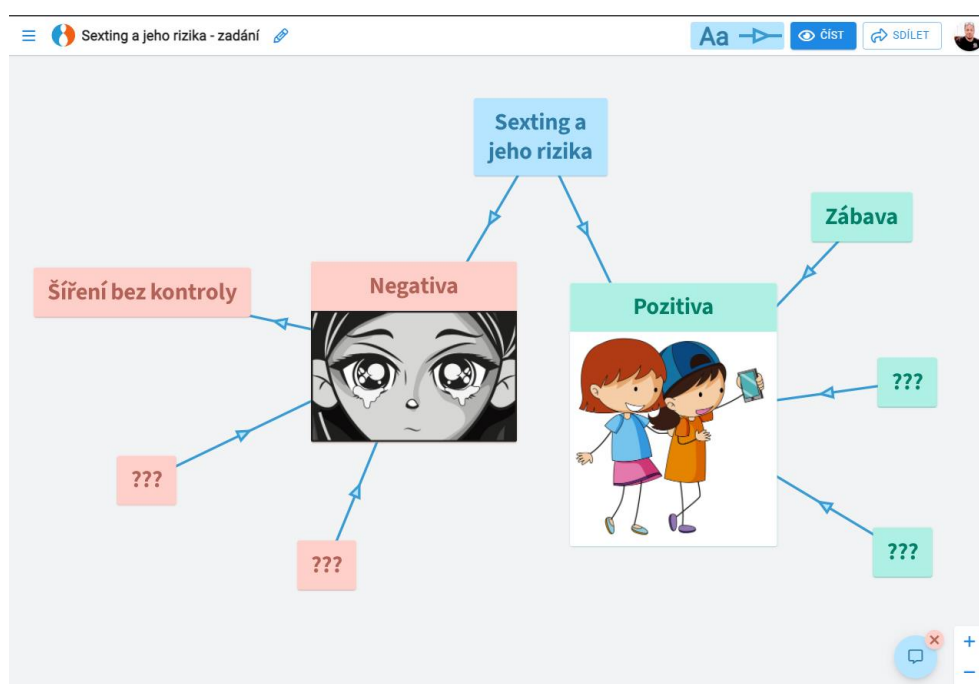 Sexting a jeho rizika - zadání
Aa
ČÍST
SDÍLET
Sexting a
jeho rizika
Zábava
Negativa
Šíření bez kontroly
Pozitiva
???
???
???
???